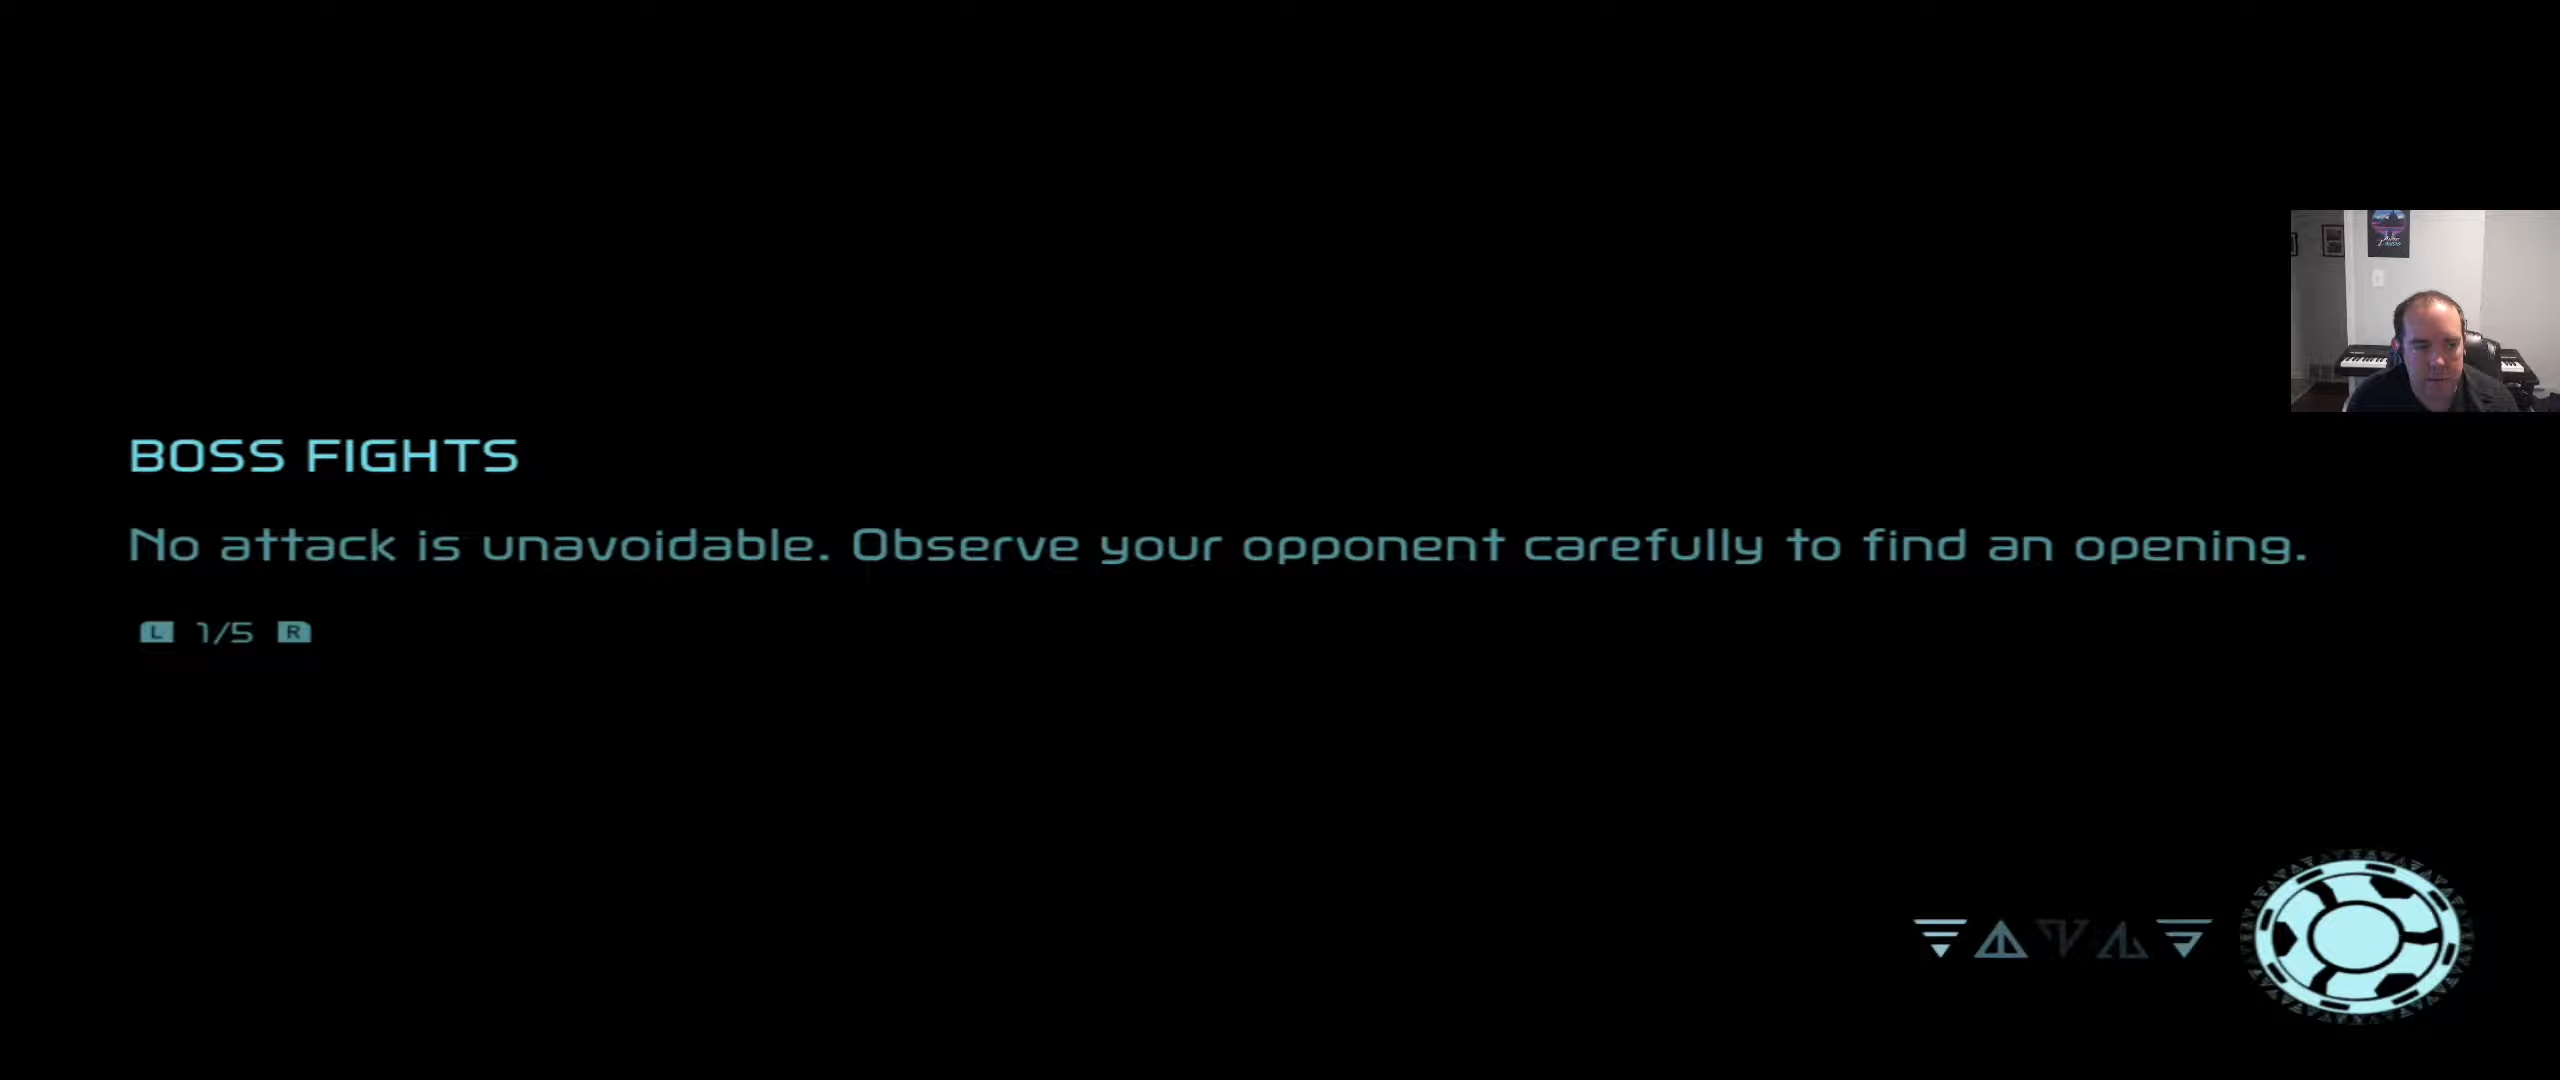 BOSS FIGHTS
No attack is unavoidable. Observe your opponent carefully to find an opening.
L 1/5 R